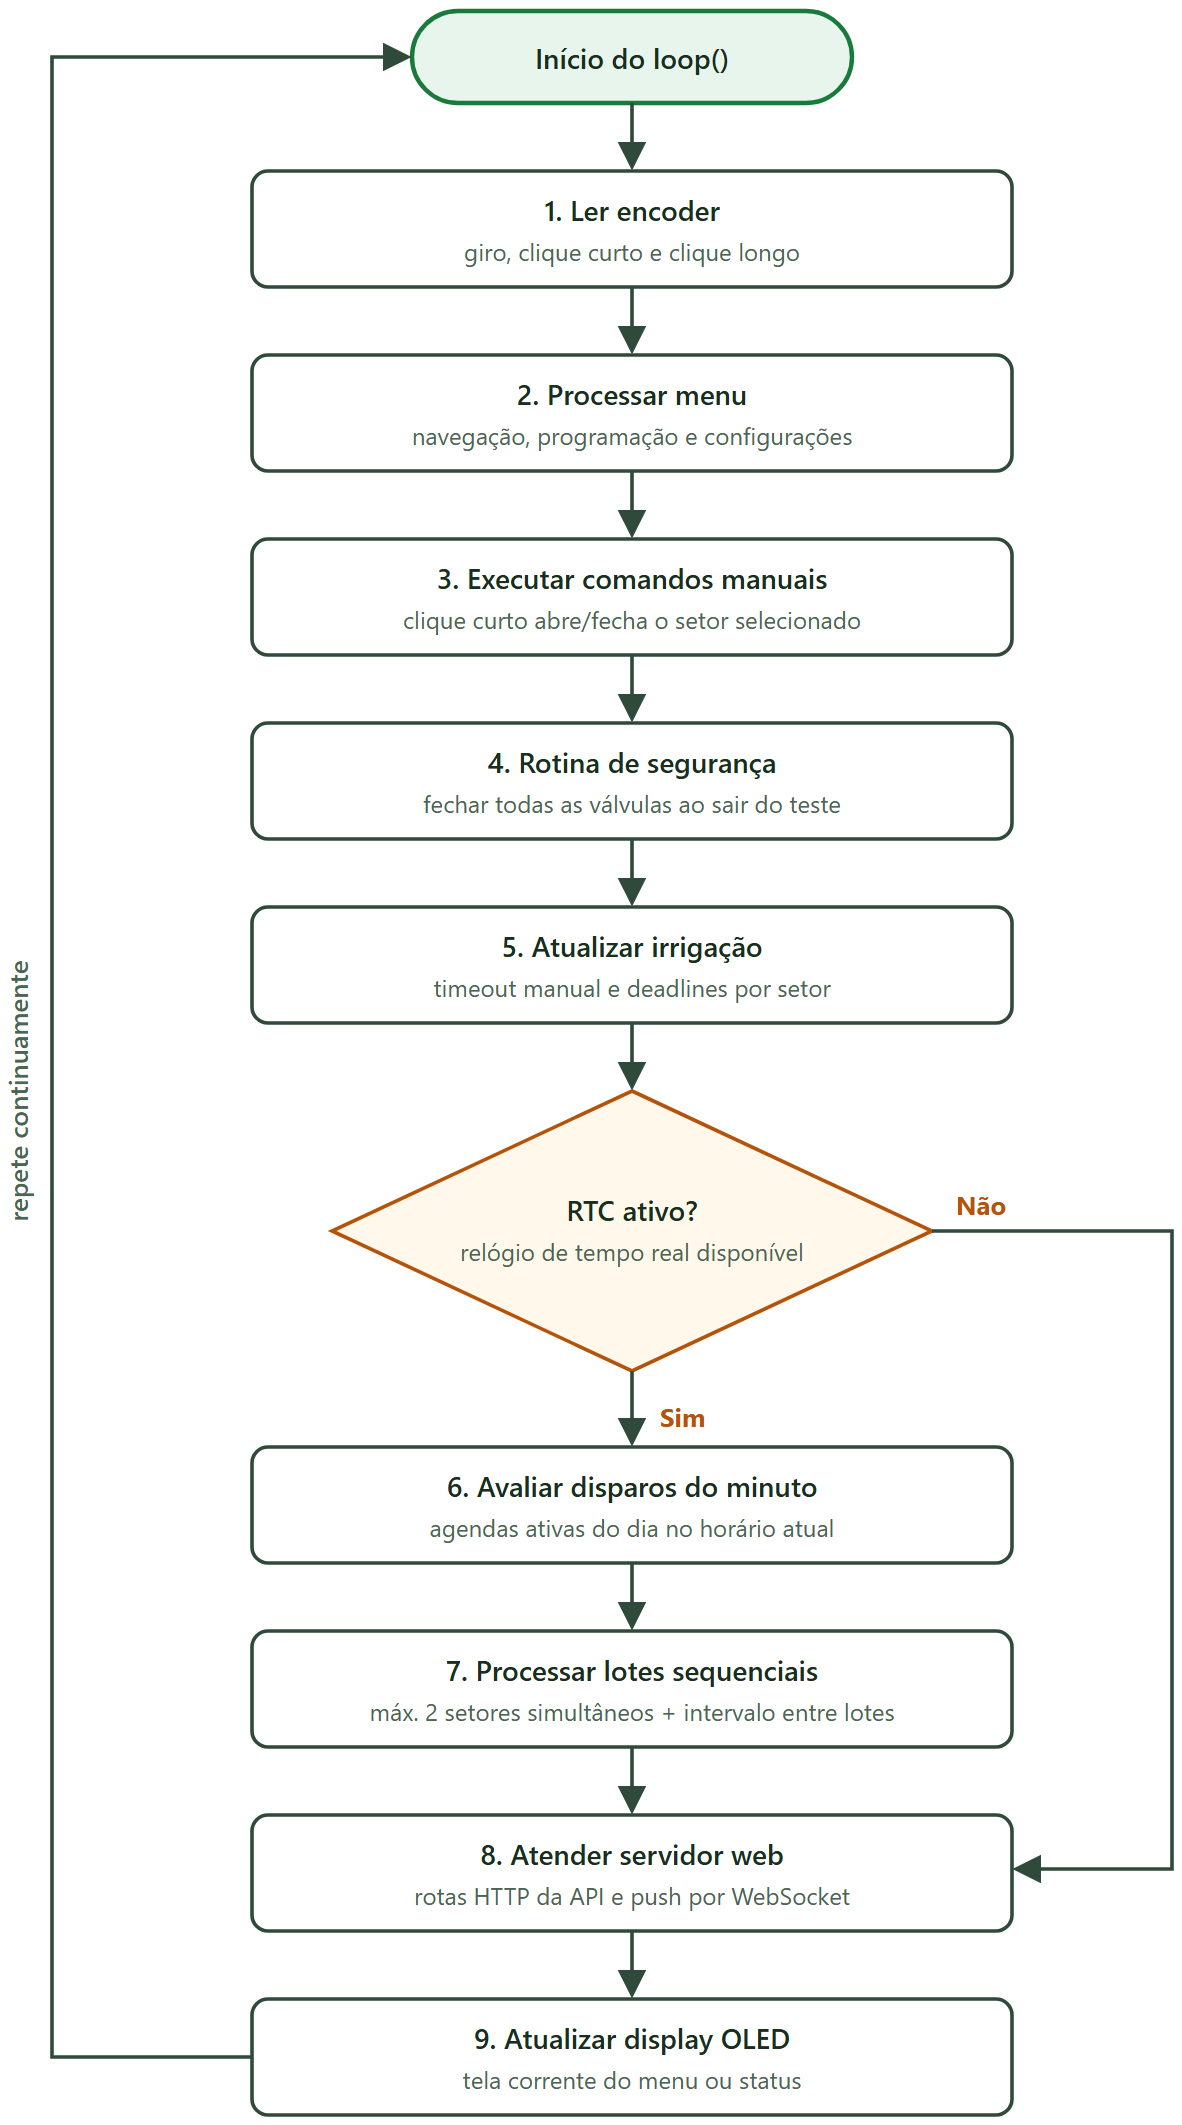 Início do loop()
1. Ler encoder
giro, clique curto e clique longo
2. Processar menu
navegação, programação e configurações
3. Executar comandos manuais
clique curto abre/fecha o setor selecionado
4. Rotina de segurança
fechar todas as válvulas ao sair do teste
5. Atualizar irrigação
timeout manual e deadlines por setor
repete continuamente
RTC ativo?
relógio de tempo real disponível
Não
Sim
6. Avaliar disparos do minuto
agendas ativas do dia no horário atual
7. Processar lotes sequenciais
máx. 2 setores simultâneos + intervalo entre lotes
8. Atender servidor web
rotas HTTP da API e push por WebSocket
9. Atualizar display OLED
tela corrente do menu ou status